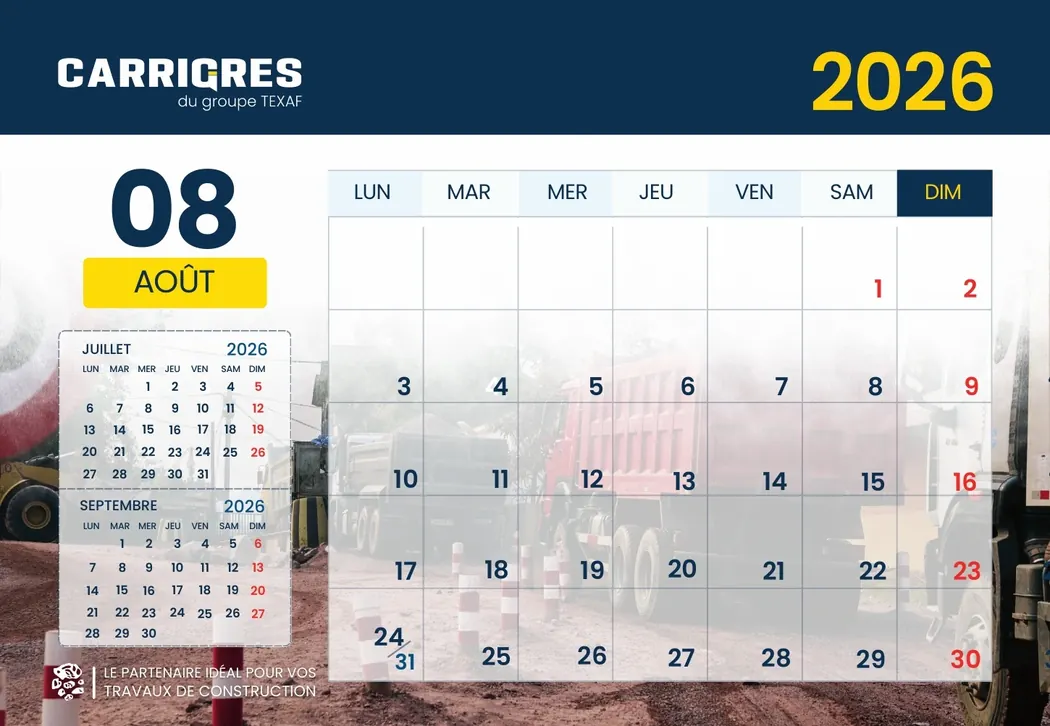 CARRIGRES
du groupe TEXAF
2026
08
AOÛT
JUILLET 2026
LUN MAR MER JEU VEN SAM DIM
1 2 3 4 5
6 7 8 9 10 11 12
13 14 15 16 17 18 19
20 21 22 23 24 25 26
27 28 29 30 31
SEPTEMBRE 2026
LUN MAR MER JEU VEN SAM DIM
1 2 3 4 5 6
7 8 9 10 11 12 13
14 15 16 17 18 19 20
21 22 23 24 25 26 27
28 29 30
LE PARTENAIRE IDÉAL POUR VOS
TRAVAUX DE CONSTRUCTION
LUN MAR MER JEU VEN SAM DIM
1 2
3 4 5 6 7 8 9
10 11 12 13 14 15 16
17 18 19 20 21 22 23
24/31 25 26 27 28 29 30